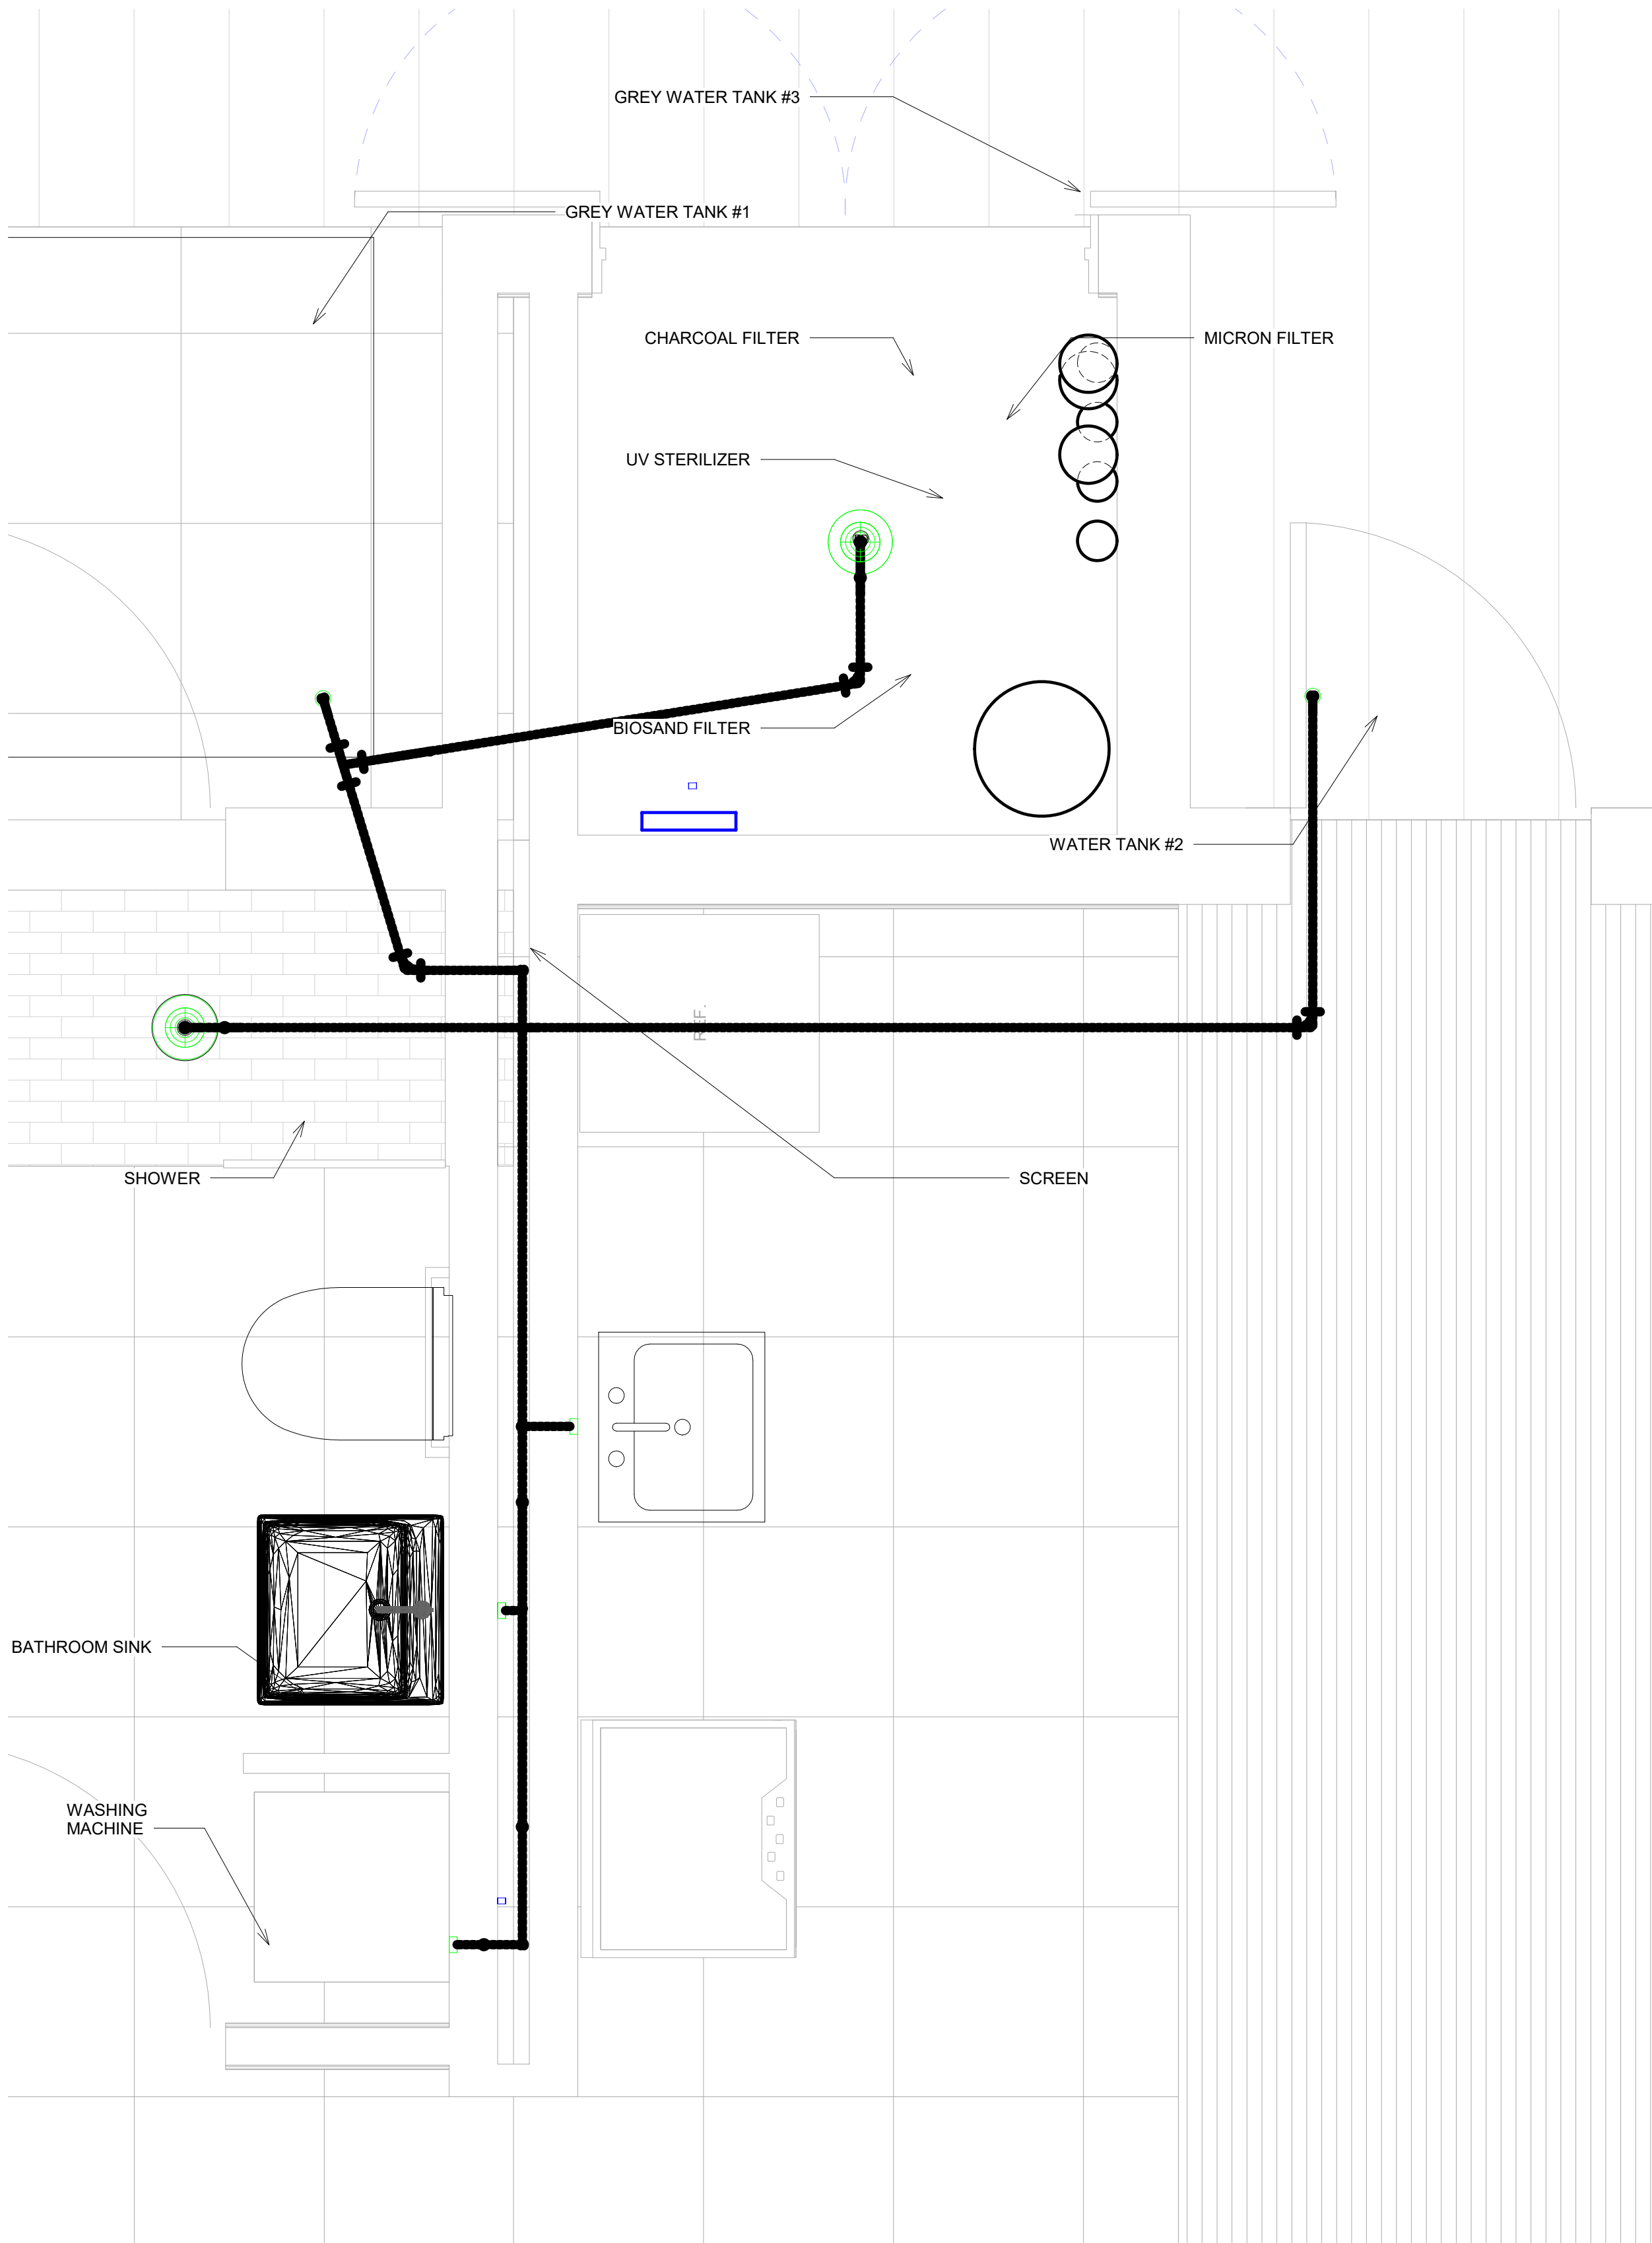 GREY WATER TANK #3
GREY WATER TANK #1
CHARCOAL FILTER
MICRON FILTER
UV STERILIZER
BIOSAND FILTER
WATER TANK #2
REF.
SHOWER
SCREEN
BATHROOM SINK
WASHING
MACHINE